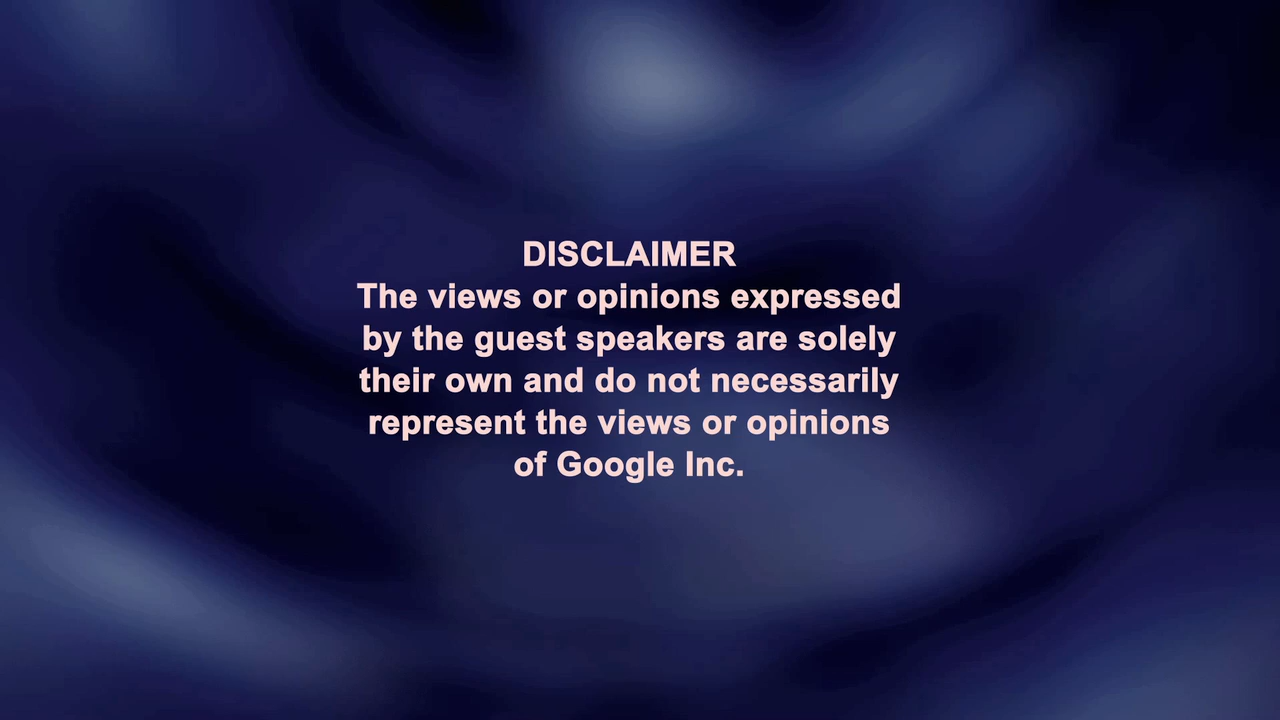 DISCLAIMER
The views or opinions expressed
by the guest speakers are solely
their own and do not necessarily
represent the views or opinions
of Google Inc.